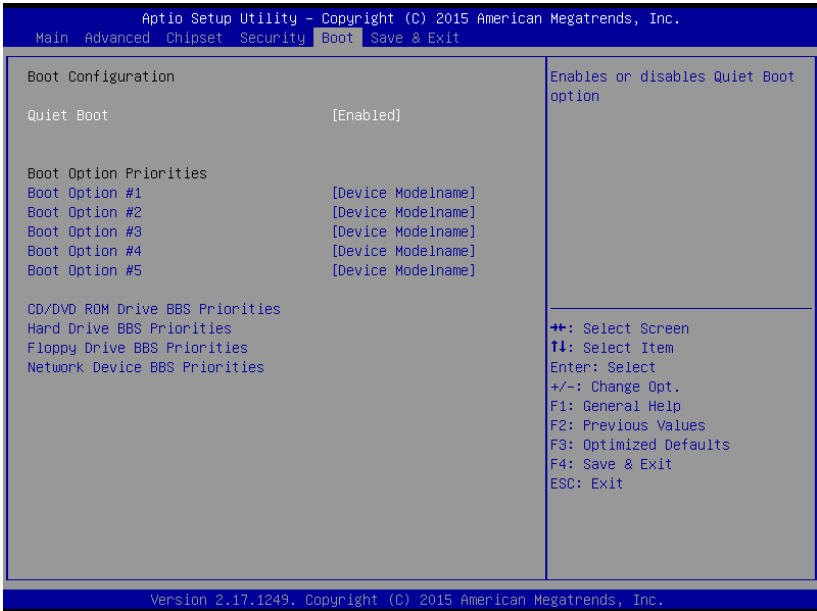 Aptio Setup Utility – Copyright (C) 2015 American Megatrends, Inc.
Main Advanced Chipset Security Boot Save & Exit
Boot Configuration
Quiet Boot [Enabled]
Boot Option Priorities
Boot Option #1 [Device Modelname]
Boot Option #2 [Device Modelname]
Boot Option #3 [Device Modelname]
Boot Option #4 [Device Modelname]
Boot Option #5 [Device Modelname]
CD/DVD ROM Drive BBS Priorities
Hard Drive BBS Priorities
Floppy Drive BBS Priorities
Network Device BBS Priorities
Enables or disables Quiet Boot
option
→←: Select Screen
↑↓: Select Item
Enter: Select
+/-: Change Opt.
F1: General Help
F2: Previous Values
F3: Optimized Defaults
F4: Save & Exit
ESC: Exit
Version 2.17.1249. Copyright (C) 2015 American Megatrends, Inc.